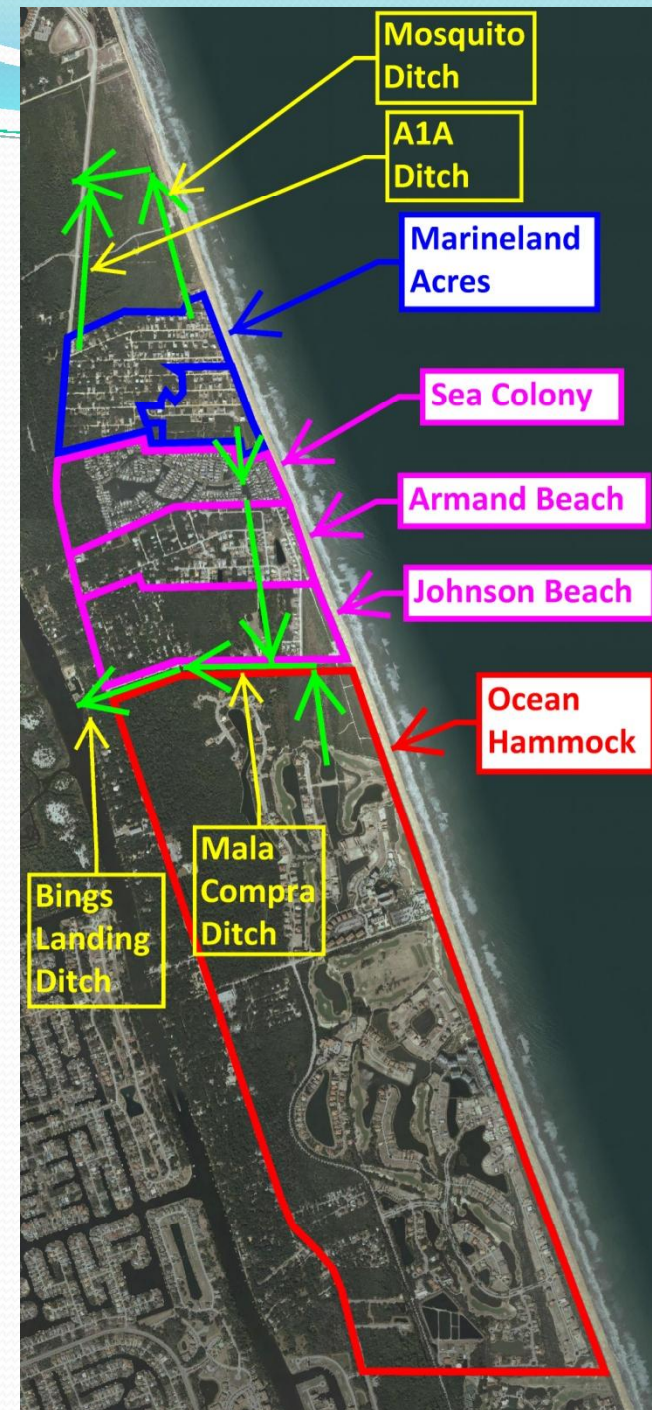 Mosquito
Ditch
A1A
Ditch
Marineland
Acres
Sea Colony
Armand Beach
Johnson Beach
Ocean
Hammock
Mala
Compra
Ditch
Bings
Landing
Ditch